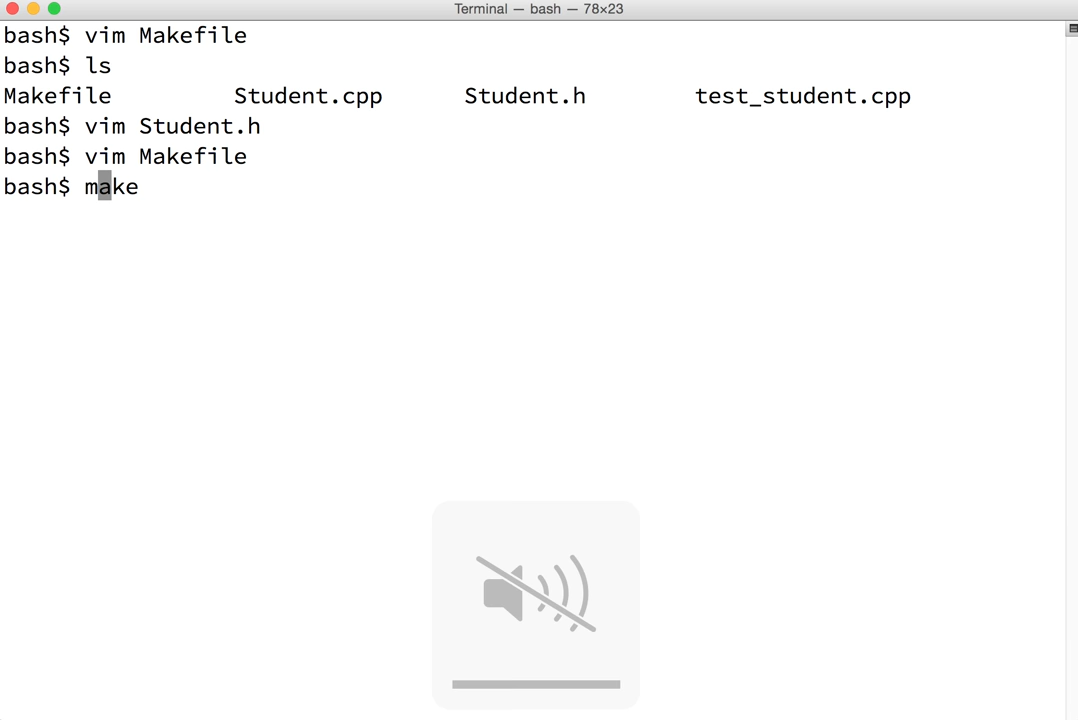 Terminal — bash — 78×23
bash$ vim Makefile
bash$ ls
Makefile Student.cpp Student.h test_student.cpp
bash$ vim Student.h
bash$ vim Makefile
bash$ make